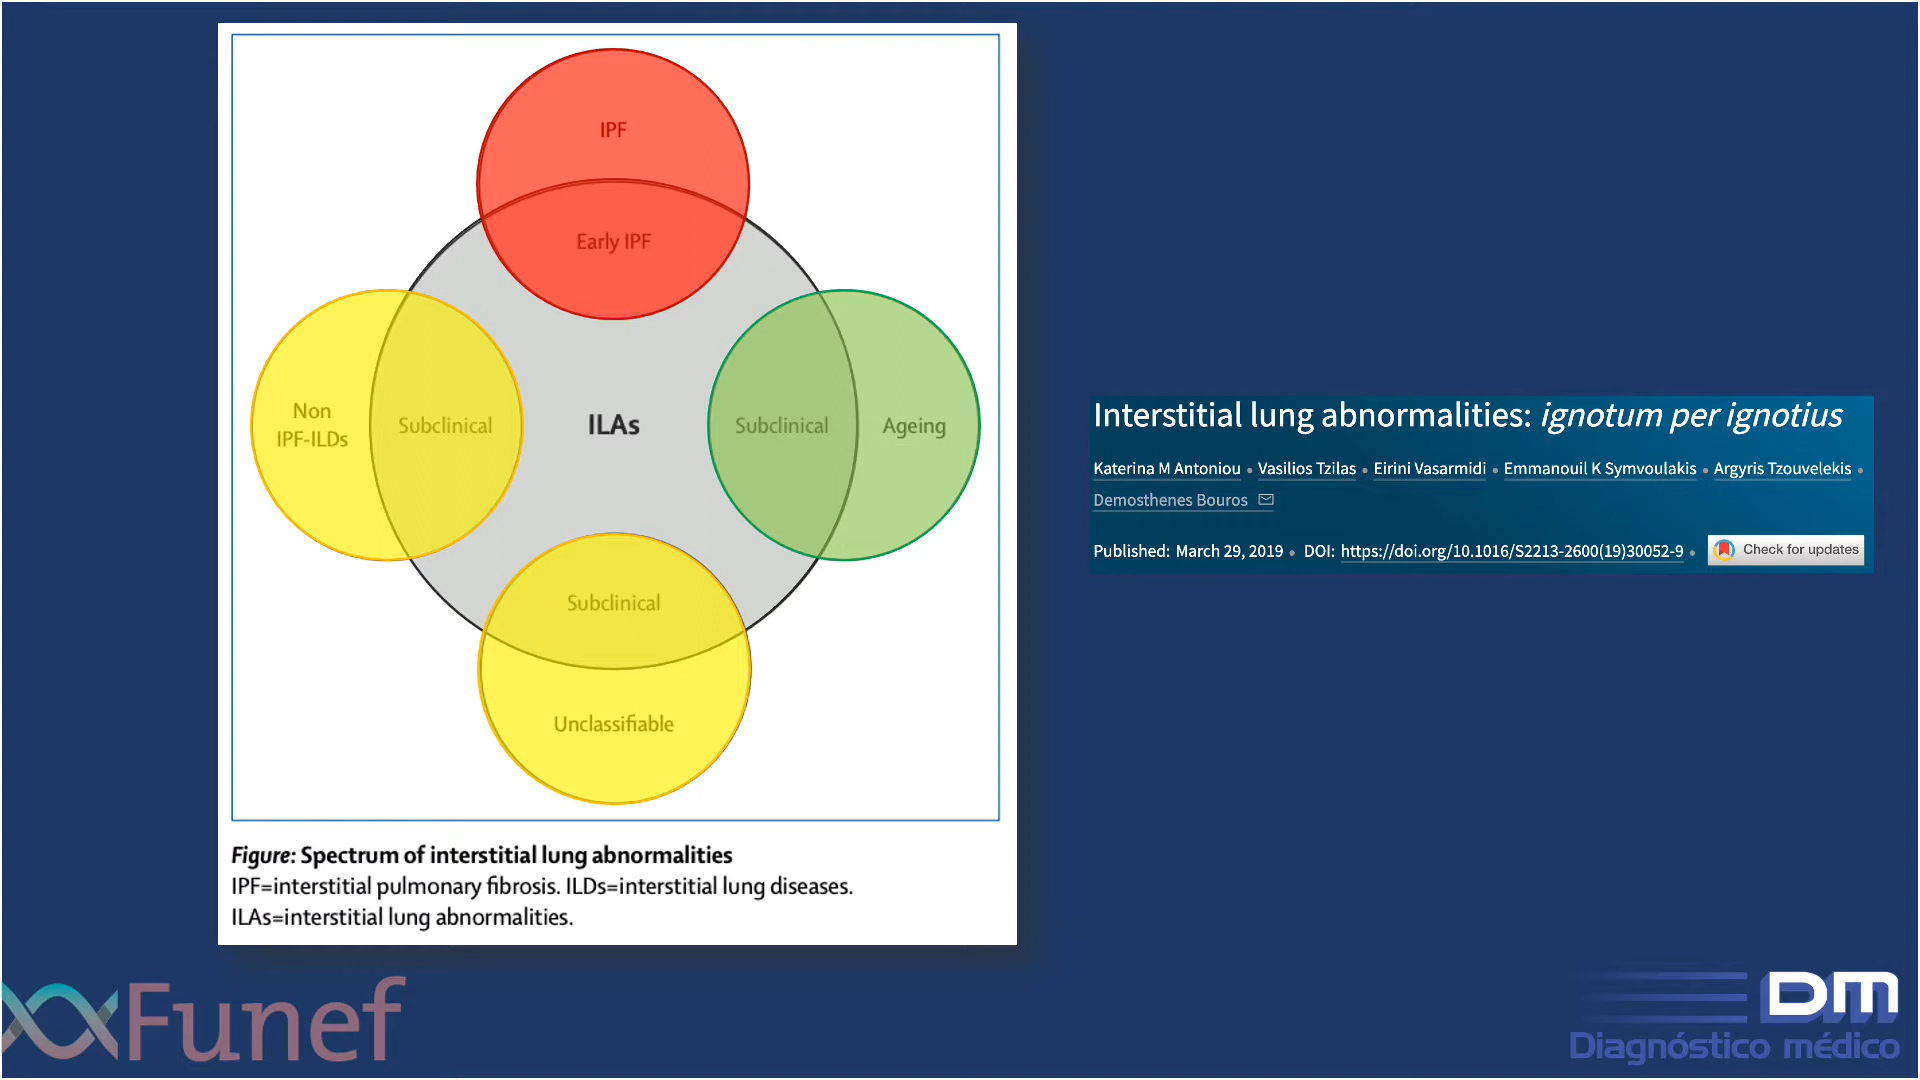 IPF
Early IPF
Non
IPF-ILDs
Subclinical
ILAs
Subclinical
Ageing
Subclinical
Unclassifiable
Figure: Spectrum of interstitial lung abnormalities
IPF=interstitial pulmonary fibrosis. ILDs=interstitial lung diseases.
ILAs=interstitial lung abnormalities.
Interstitial lung abnormalities: ignotum per ignotius
Katerina M Antoniou • Vasilios Tzilas • Eirini Vasarmidi • Emmanouil K Symvoulakis • Argyris Tzouvelekis •
Demosthenes Bouros
Published: March 29, 2019 • DOI: https://doi.org/10.1016/S2213-2600(19)30052-9 •
Check for updates
Funef
DM
Diagnóstico médico